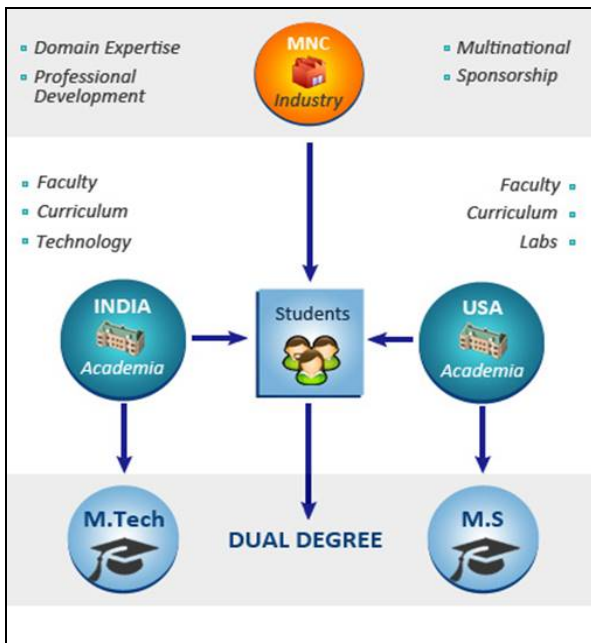 Domain Expertise
Professional
Development
MNC
Industry
Multinational
Sponsorship
Faculty
Curriculum
Technology
Faculty
Curriculum
Labs
INDIA
Academia
Students
USA
Academia
M.Tech
DUAL DEGREE
M.S